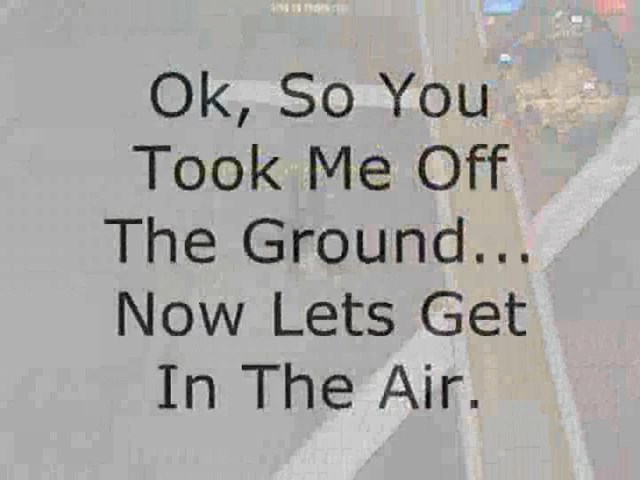 Ok, So You
Took Me Off
The Ground...
Now Lets Get
In The Air.